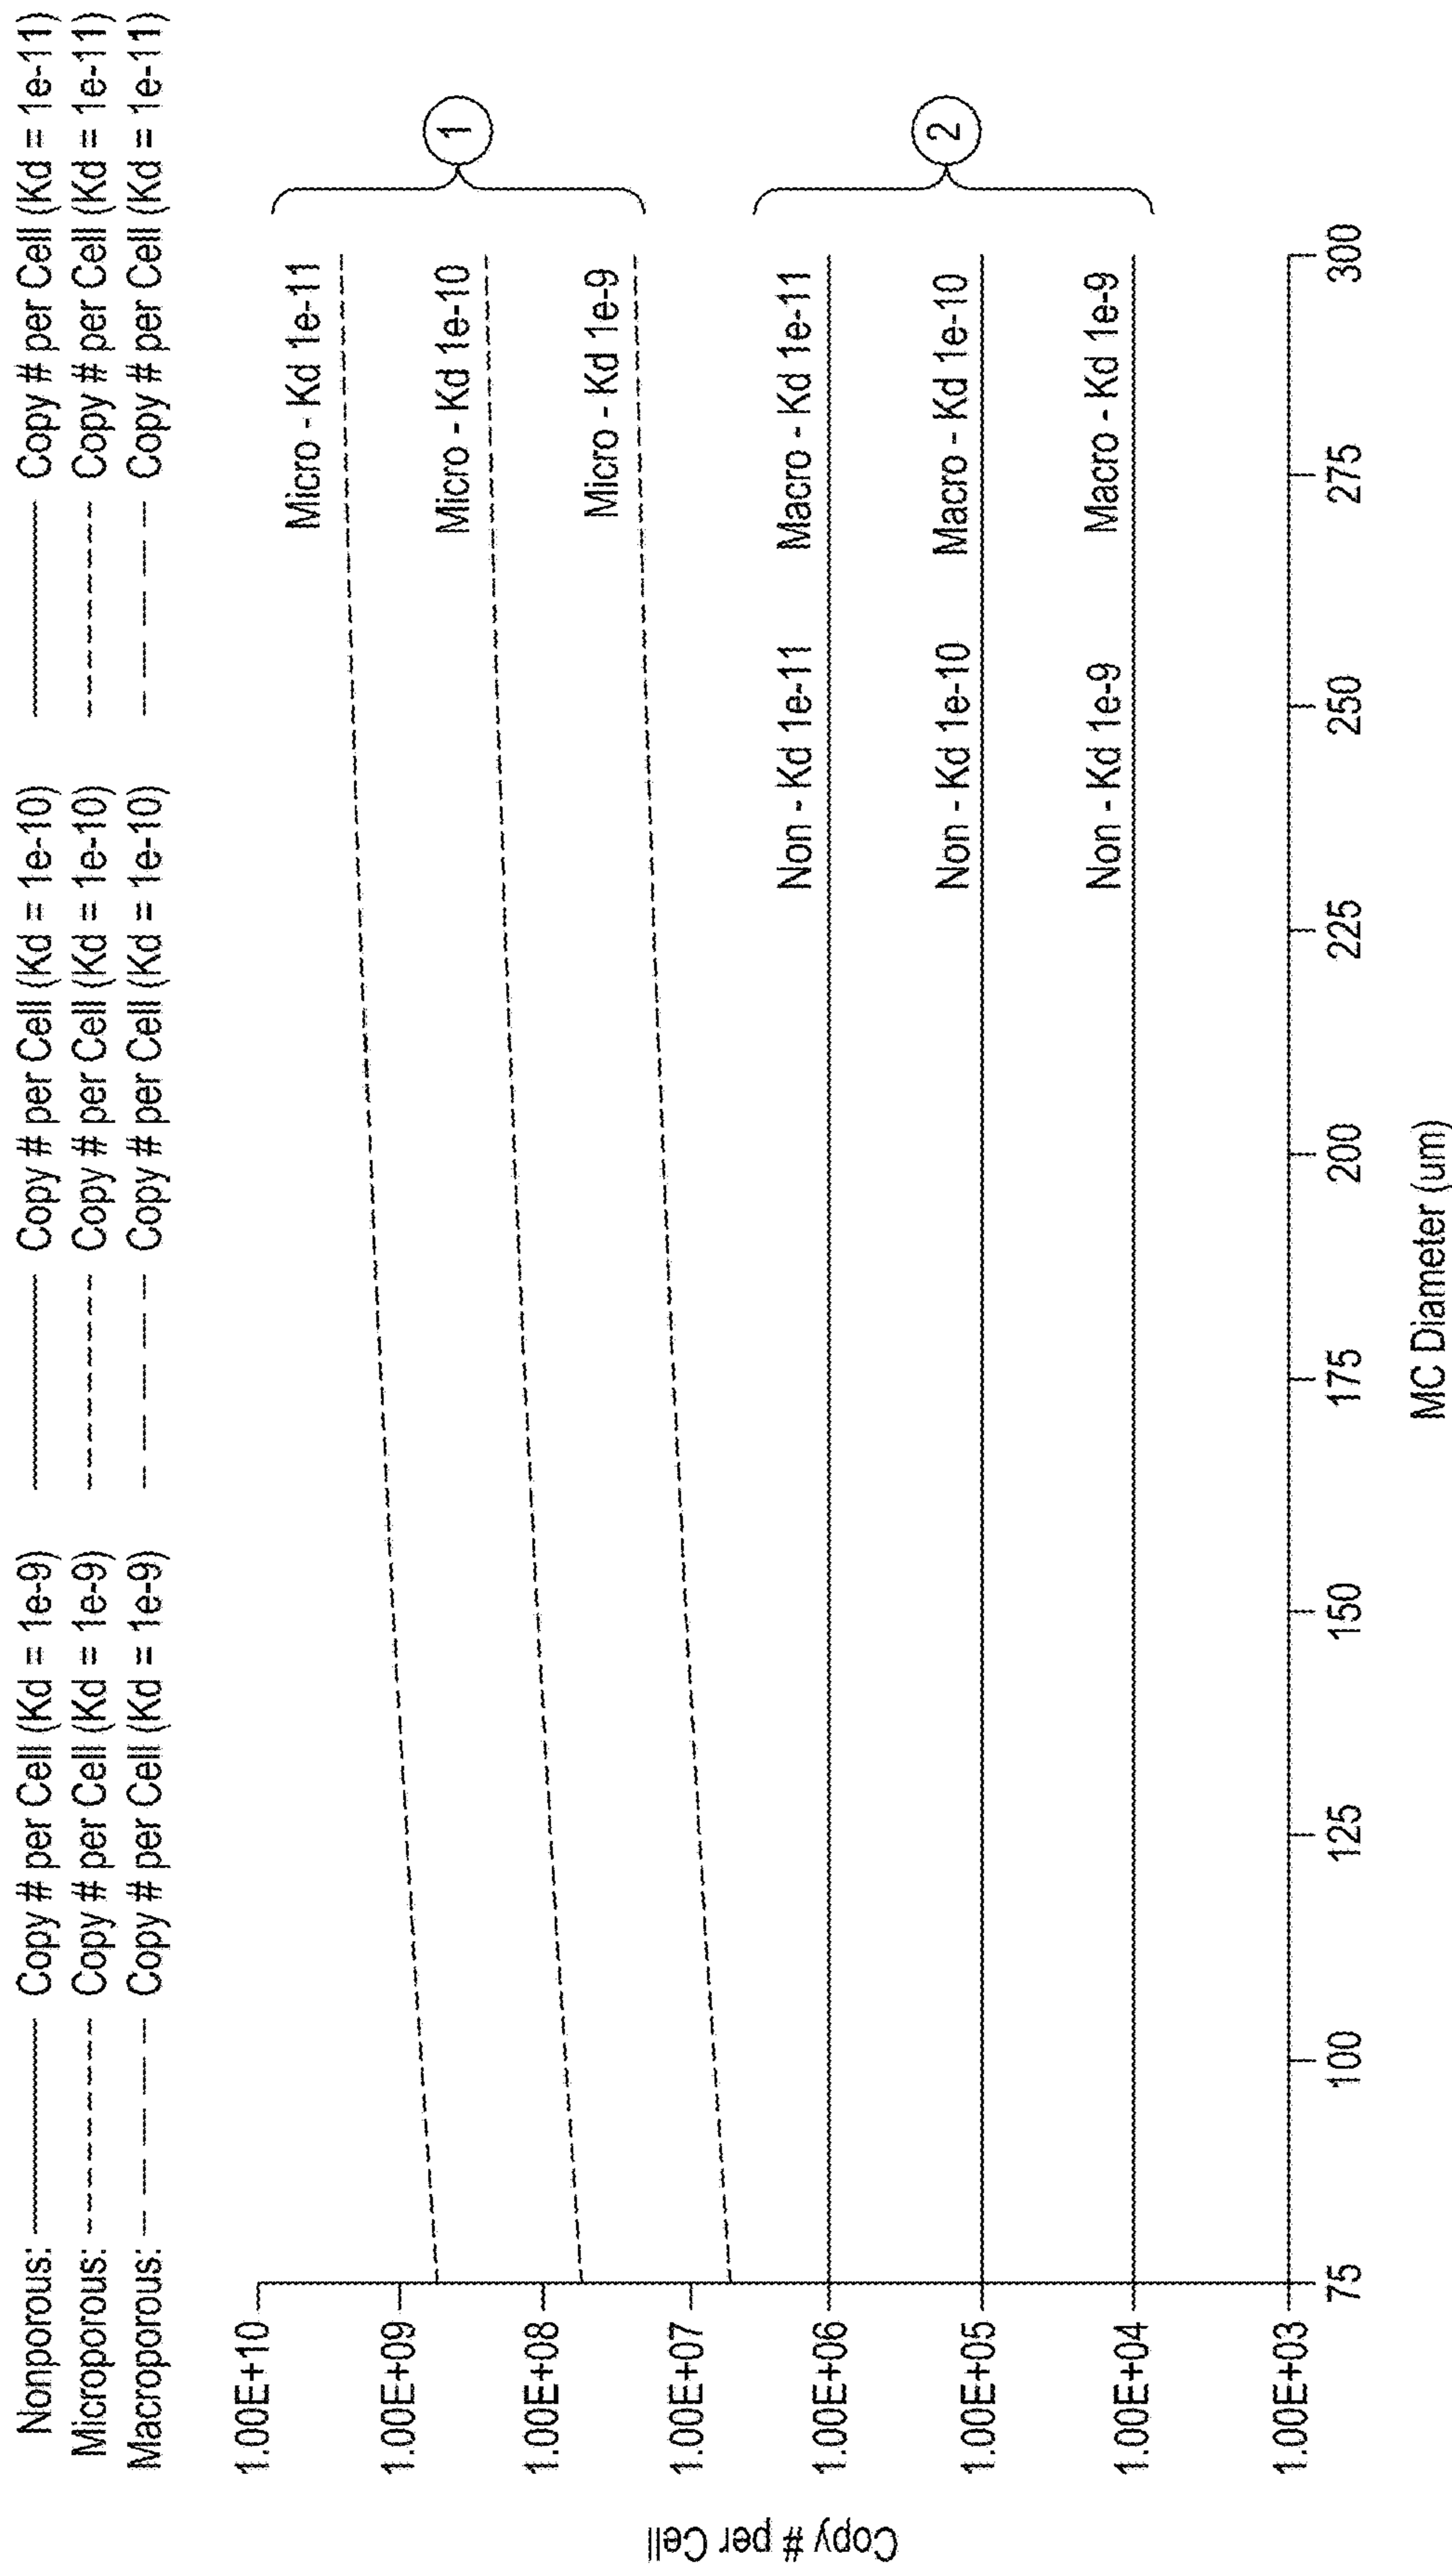 Nonporous: Copy # per Cell (Kd = 1e-9) Copy # per Cell (Kd = 1e-10) Copy # per Cell (Kd = 1e-11)
Microporous: Copy # per Cell (Kd = 1e-9) Copy # per Cell (Kd = 1e-10) Copy # per Cell (Kd = 1e-11)
Macroporous: Copy # per Cell (Kd = 1e-9) Copy # per Cell (Kd = 1e-10) Copy # per Cell (Kd = 1e-11)
Copy # per Cell
1.00E+10
1.00E+09
1.00E+08
1.00E+07
1.00E+06
1.00E+05
1.00E+04
1.00E+03
Micro - Kd 1e-11
Micro - Kd 1e-10
Micro - Kd 1e-9
1
Non - Kd 1e-11 Macro - Kd 1e-11
Non - Kd 1e-10 Macro - Kd 1e-10
Non - Kd 1e-9 Macro - Kd 1e-9
2
75 100 125 150 175 200 225 250 275 300
MC Diameter (um)